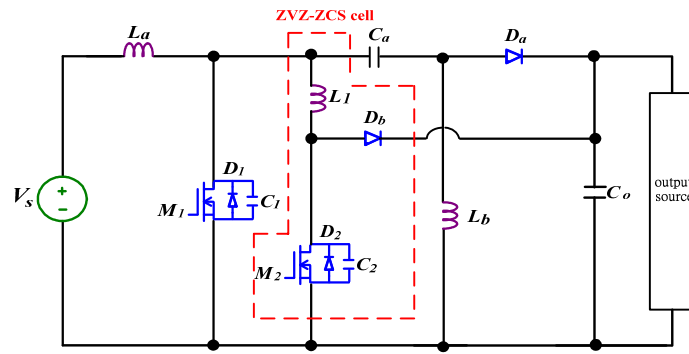 ZVZ-ZCS cell
La
Ca
Da
L1
Db
D1
Vs
M1
C1
Co
output
source
Lb
D2
M2
C2